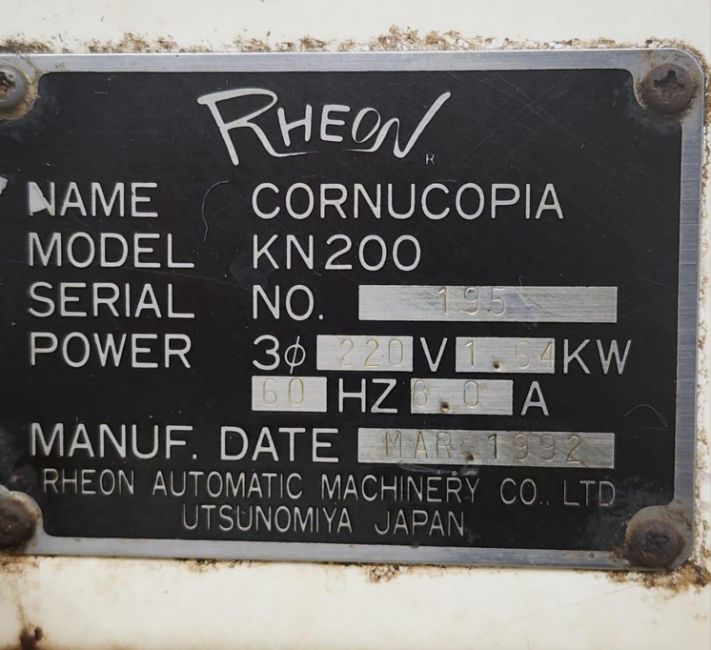 RHEON
R
NAME CORNUCOPIA
MODEL KN200
SERIAL NO. 195
POWER 3φ 220 V 1.64 KW
60 HZ 8.0 A
MANUF. DATE MAR.1992
RHEON AUTOMATIC MACHINERY CO., LTD
UTSUNOMIYA JAPAN